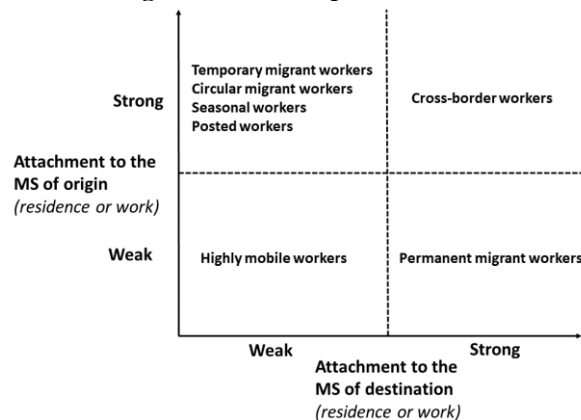 Temporary migrant workers
Circular migrant workers
Seasonal workers
Posted workers
Cross-border workers
Strong
Attachment to the
MS of origin
(residence or work)
Weak
Highly mobile workers
Permanent migrant workers
Weak
Strong
Attachment to the
MS of destination
(residence or work)